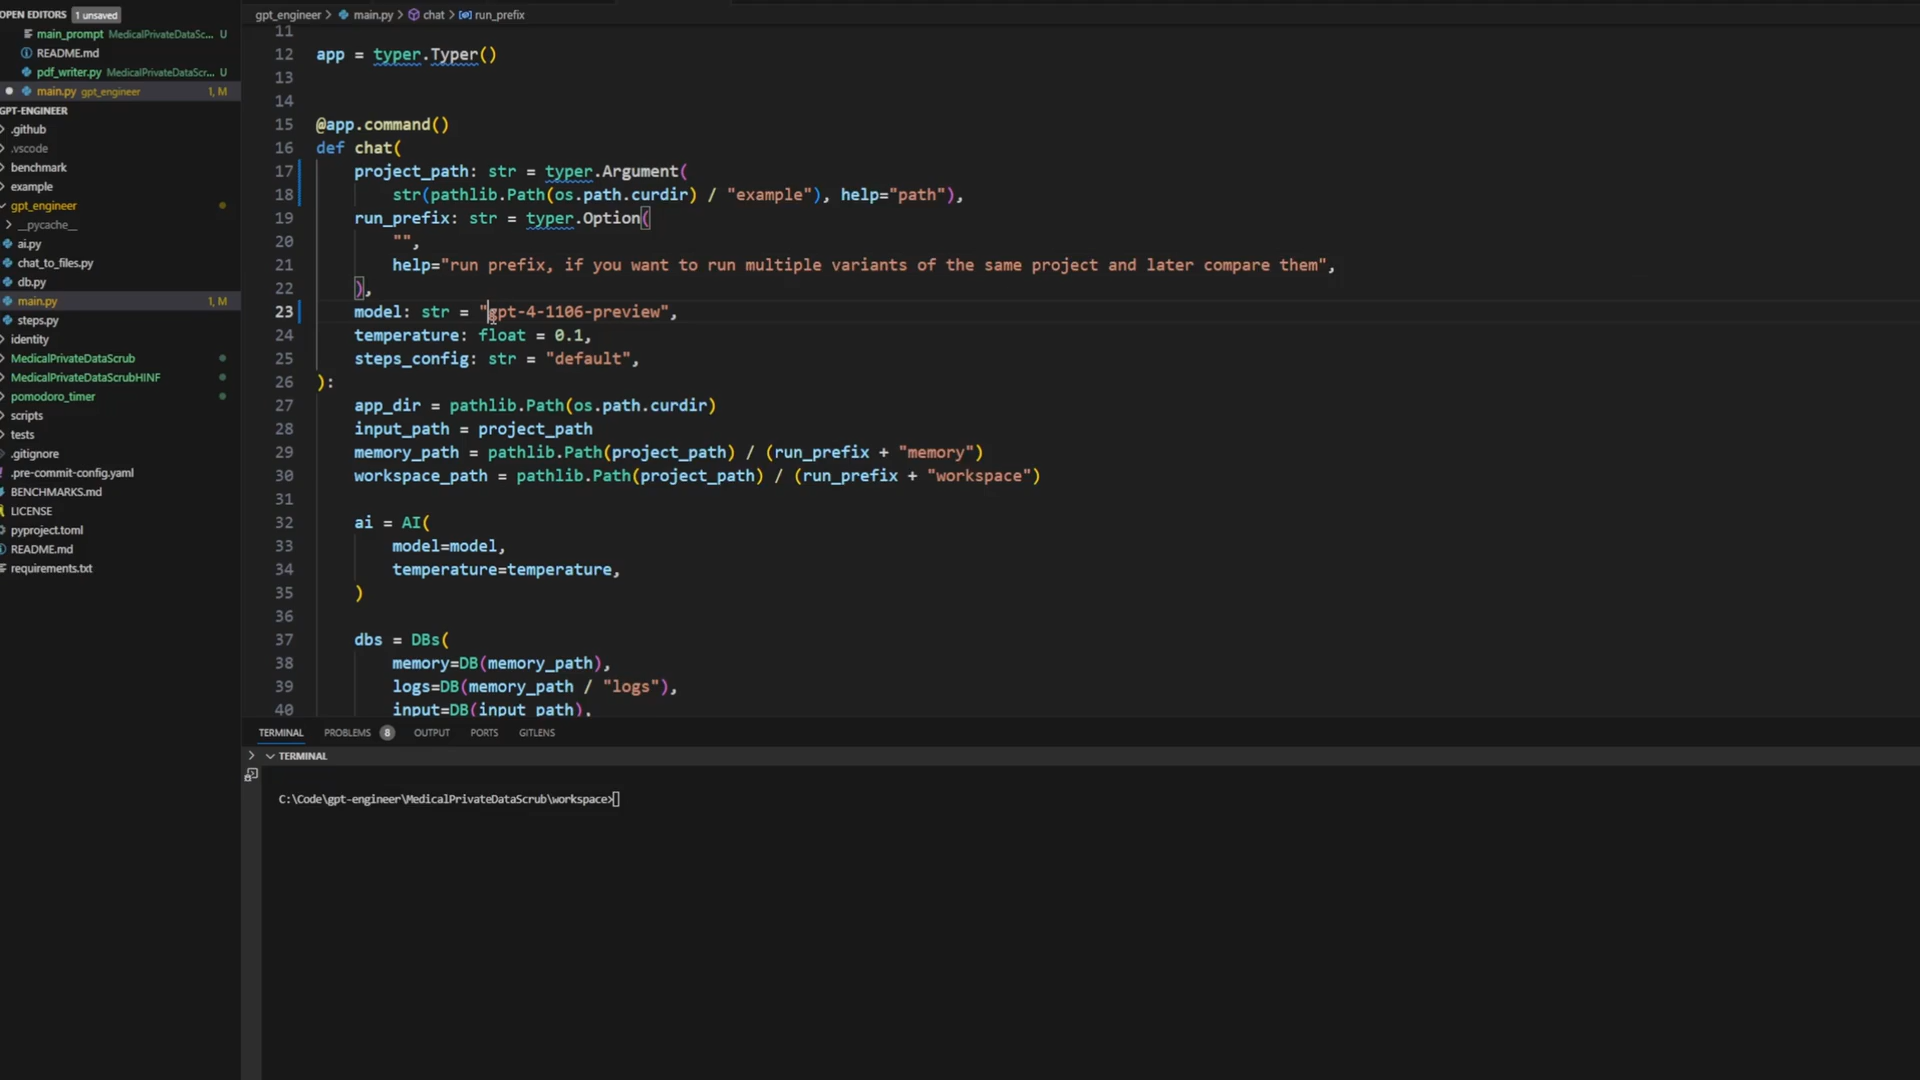 OPEN EDITORS 1 unsaved
main_prompt MedicalPrivateDataSc... U
README.md
pdf_writer.py MedicalPrivateDataScr... U
main.py gpt_engineer 1, M
GPT-ENGINEER
.github
.vscode
benchmark
example
gpt_engineer
__pycache__
ai.py
chat_to_files.py
db.py
main.py 1, M
steps.py
identity
MedicalPrivateDataScrub
MedicalPrivateDataScrubHINF
pomodoro_timer
scripts
tests
.gitignore
.pre-commit-config.yaml
BENCHMARKS.md
LICENSE
pyproject.toml
README.md
requirements.txt
gpt_engineer > main.py > chat > run_prefix
11
12 app = typer.Typer()
13
14
15 @app.command()
16 def chat(
17 project_path: str = typer.Argument(
18 str(pathlib.Path(os.path.curdir) / "example"), help="path"),
19 run_prefix: str = typer.Option(
20 "",
21 help="run prefix, if you want to run multiple variants of the same project and later compare them",
22 ),
23 model: str = "gpt-4-1106-preview",
24 temperature: float = 0.1,
25 steps_config: str = "default",
26 ):
27 app_dir = pathlib.Path(os.path.curdir)
28 input_path = project_path
29 memory_path = pathlib.Path(project_path) / (run_prefix + "memory")
30 workspace_path = pathlib.Path(project_path) / (run_prefix + "workspace")
31
32 ai = AI(
33 model=model,
34 temperature=temperature,
35 )
36
37 dbs = DBs(
38 memory=DB(memory_path),
39 logs=DB(memory_path / "logs"),
40 input=DB(input_path),
TERMINAL PROBLEMS 8 OUTPUT PORTS GITLENS
TERMINAL
C:\Code\gpt-engineer\MedicalPrivateDataScrub\workspace>